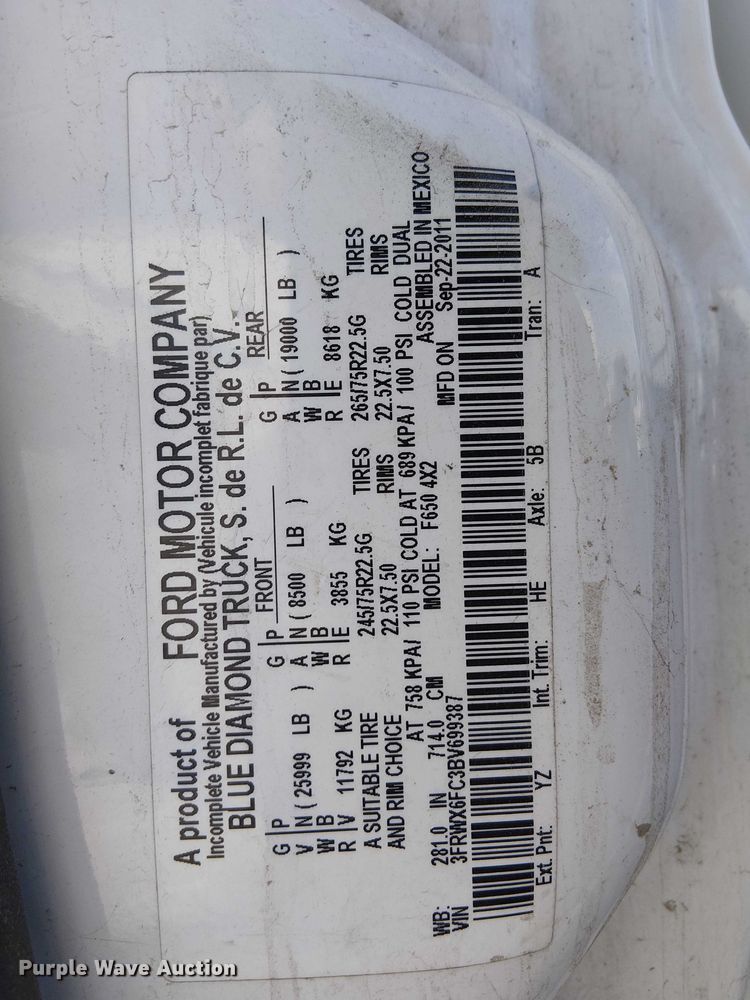 A product of FORD MOTOR COMPANY
Incomplete Vehicle Manufactured by (Vehicule incomplet fabrique par)
BLUE DIAMOND TRUCK, S. de R.L. de C.V.
FRONT REAR
G P G P G P
V N ( 25999 LB ) A N ( 8500 LB ) A N ( 19000 LB )
W B W B W B
R V 11792 KG R E 3855 KG R E 8618 KG
A SUITABLE TIRE 245/75R22.5G TIRES 265/75R22.5G TIRES
AND RIM CHOICE 22.5X7.50 RIMS 22.5X7.50 RIMS
AT 758 KPA/ 110 PSI COLD AT 689 KPA/ 100 PSI COLD DUAL
WB: 281.0 IN 714.0 CM MODEL: F650 4X2 ASSEMBLED IN MEXICO
VIN 3FRWX6FC3BV699387 MFD ON Sep-22-2011
Ext. Pnt: YZ Int. Trim: HE Axle: 5B Tran: A
Purple Wave Auction